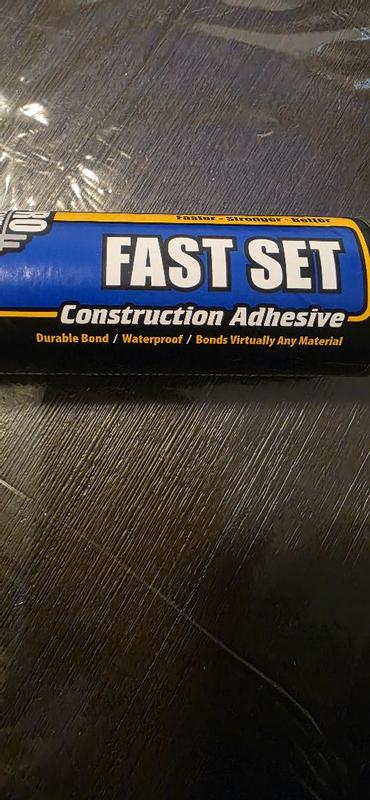 Faster - Stronger - Better
FAST SET
Construction Adhesive
Durable Bond / Waterproof / Bonds Virtually Any Material